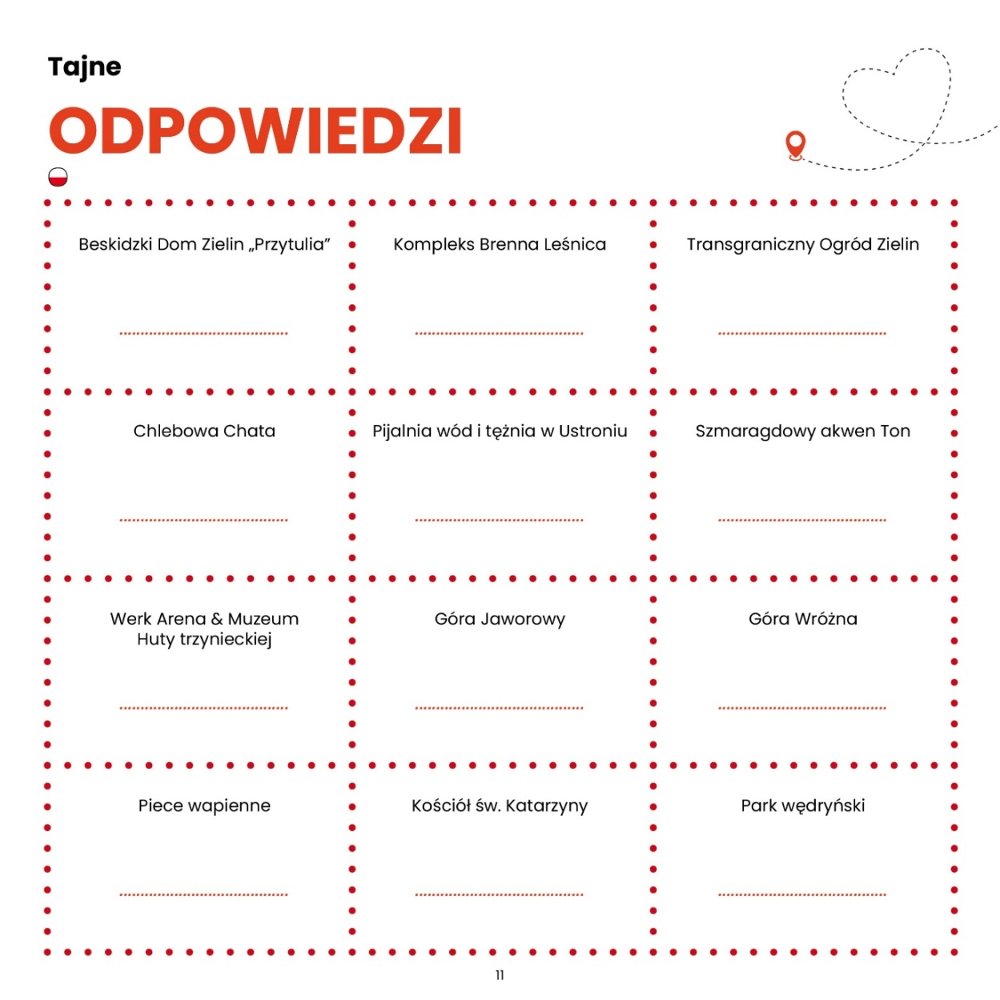 Tajne
ODPOWIEDZI
Beskidzki Dom Zielin „Przytulia”
Kompleks Brenna Leśnica
Transgraniczny Ogród Zielin
Chlebowa Chata
Pijalnia wód i tężnia w Ustroniu
Szmaragdowy akwen Ton
Werk Arena & Muzeum
Huty trzynieckiej
Góra Jaworowy
Góra Wróżna
Piece wapienne
Kościół św. Katarzyny
Park wędryński
11